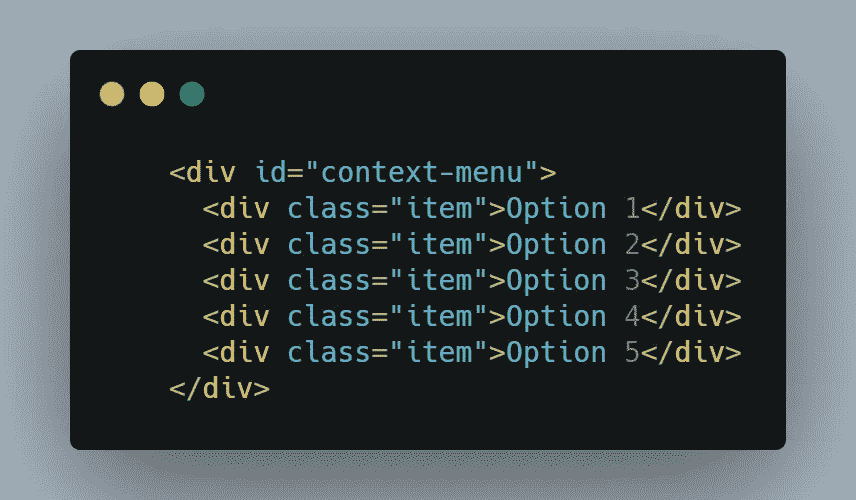 <div id="context-menu">
  <div class="item">Option 1</div>
  <div class="item">Option 2</div>
  <div class="item">Option 3</div>
  <div class="item">Option 4</div>
  <div class="item">Option 5</div>
</div>